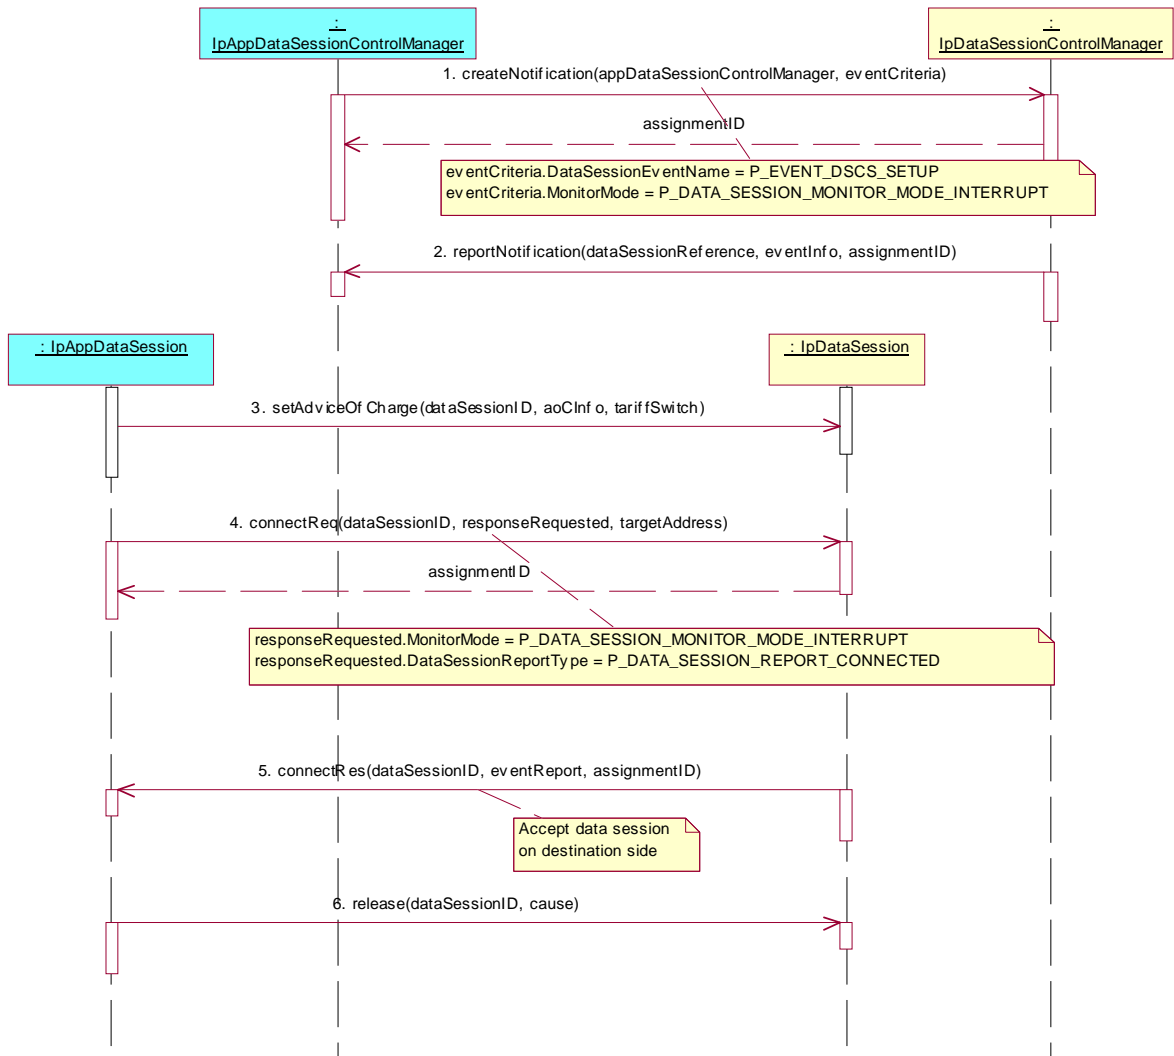 :
IpAppDataSessionControlManager
:
IpDataSessionControlManager
1. createNotification(appDataSessionControlManager, eventCriteria)
assignmentID
eventCriteria.DataSessionEventName = P_EVENT_DSCS_SETUP
eventCriteria.MonitorMode = P_DATA_SESSION_MONITOR_MODE_INTERRUPT
2. reportNotification(dataSessionReference, eventInfo, assignmentID)
: IpAppDataSession
: IpDataSession
3. setAdviceOfCharge(dataSessionID, aoCInfo, tariffSwitch)
4. connectReq(dataSessionID, responseRequested, targetAddress)
assignmentID
responseRequested.MonitorMode = P_DATA_SESSION_MONITOR_MODE_INTERRUPT
responseRequested.DataSessionReportType = P_DATA_SESSION_REPORT_CONNECTED
5. connectRes(dataSessionID, eventReport, assignmentID)
Accept data session
on destination side
6. release(dataSessionID, cause)